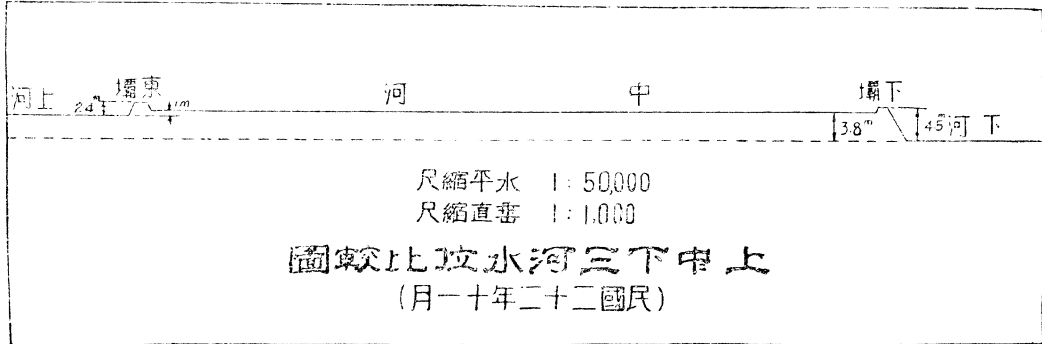 上河
2.4m
東壩
1m
中河
下壩
3.8m
4.5m
下河
水平縮尺 1:50,000
垂直縮尺 1:1,000
上中下三河水位比較圖
(民國二十二年十一月)